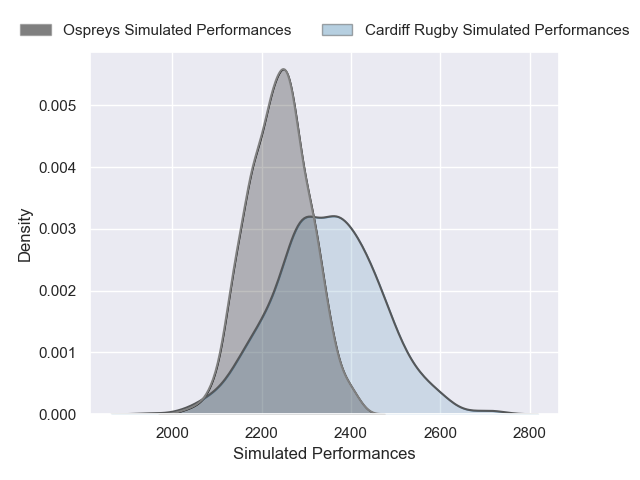 Ospreys Simulated Performances
Cardiff Rugby Simulated Performances
0.005
0.004
0.003
0.002
0.001
0.000
Density
2000
2200
2400
2600
2800
Simulated Performances